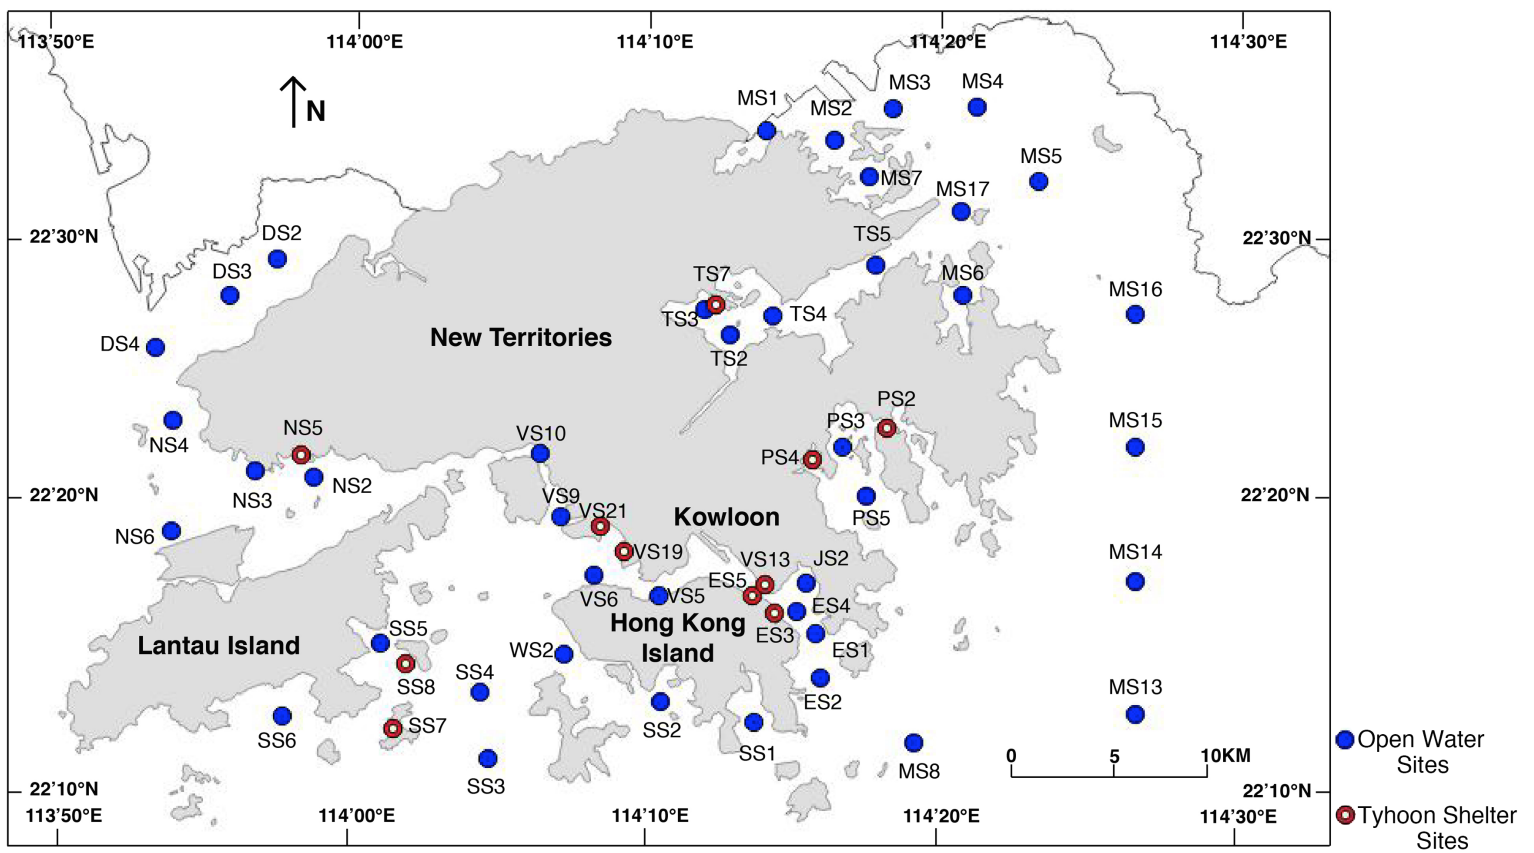 113'50°E 114'00°E 114'10°E 114'20°E 114'30°E
N
MS1
MS2
MS3
MS4
MS5
MS7
MS17
TS5
22'30°N
22'30°N
DS2
DS3
DS4
TS7
TS3
TS4
TS2
MS6
MS16
New Territories
NS4
NS5
NS3
NS2
VS10
PS3
PS2
PS4
PS5
MS15
22'20°N
22'20°N
NS6
VS9
VS21
VS19
Kowloon
VS13
JS2
MS14
VS6
VS5
ES5
ES4
ES3
ES1
ES2
Hong Kong
Island
Lantau Island
SS5
SS8
SS4
WS2
SS7
SS6
SS3
SS2
SS1
MS8
MS13
0 5 10KM
22'10°N
22'10°N
113'50°E 114'00°E 114'10°E 114'20°E 114'30°E
Open Water
Sites
Tyhoon Shelter
Sites